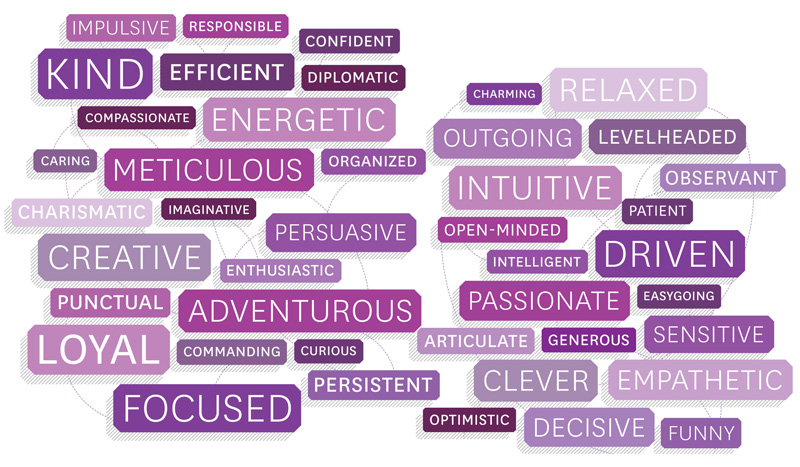 IMPULSIVE
RESPONSIBLE
CONFIDENT
KIND
EFFICIENT
DIPLOMATIC
COMPASSIONATE
ENERGETIC
CARING
METICULOUS
ORGANIZED
CHARISMATIC
IMAGINATIVE
PERSUASIVE
CREATIVE
ENTHUSIASTIC
PUNCTUAL
ADVENTUROUS
LOYAL
COMMANDING
CURIOUS
PERSISTENT
FOCUSED
CHARMING
RELAXED
OUTGOING
LEVELHEADED
INTUITIVE
OBSERVANT
PATIENT
OPEN-MINDED
INTELLIGENT
DRIVEN
PASSIONATE
EASYGOING
ARTICULATE
GENEROUS
SENSITIVE
CLEVER
EMPATHETIC
OPTIMISTIC
DECISIVE
FUNNY